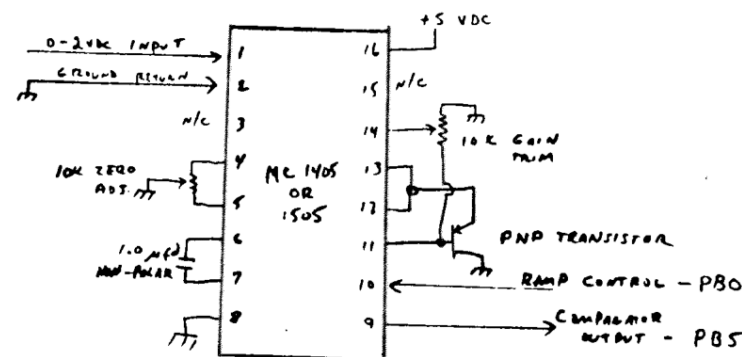 +5 VDC
0-2VDC INPUT
1
16
GROUND RETURN
2
15
N/C
N/C
3
14
10K GAIN
TRIM
10K ZERO
ADJ.
4
13
5
MC 1405
OR
1505
12
1.0 μfd
NON-POLAR
6
11
PNP TRANSISTOR
7
10
RAMP CONTROL - PB0
8
9
COMPARATOR
OUTPUT - PB5